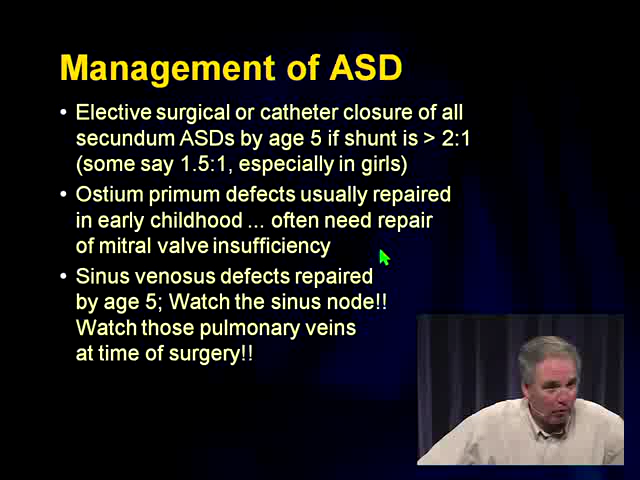 Management of ASD
• Elective surgical or catheter closure of all
secundum ASDs by age 5 if shunt is > 2:1
(some say 1.5:1, especially in girls)
• Ostium primum defects usually repaired
in early childhood ... often need repair
of mitral valve insufficiency
• Sinus venosus defects repaired
by age 5; Watch the sinus node!!
Watch those pulmonary veins
at time of surgery!!